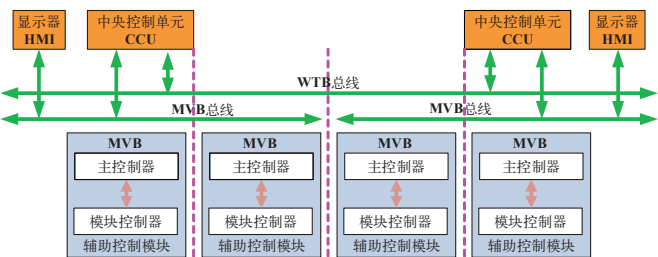 显示器
HMI
中央控制单元
CCU
中央控制单元
CCU
显示器
HMI
WTB总线
MVB总线
MVB总线
MVB
主控制器
模块控制器
辅助控制模块
MVB
主控制器
模块控制器
辅助控制模块
MVB
主控制器
模块控制器
辅助控制模块
MVB
主控制器
模块控制器
辅助控制模块